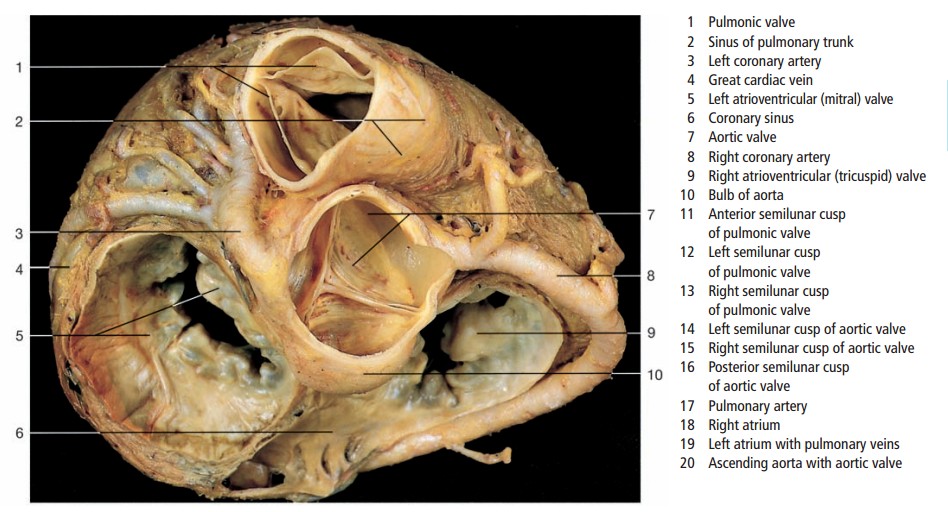 1
2
3
4
5
6
7
8
9
10
1 Pulmonic valve
2 Sinus of pulmonary trunk
3 Left coronary artery
4 Great cardiac vein
5 Left atrioventricular (mitral) valve
6 Coronary sinus
7 Aortic valve
8 Right coronary artery
9 Right atrioventricular (tricuspid) valve
10 Bulb of aorta
11 Anterior semilunar cusp
of pulmonic valve
12 Left semilunar cusp
of pulmonic valve
13 Right semilunar cusp
of pulmonic valve
14 Left semilunar cusp of aortic valve
15 Right semilunar cusp of aortic valve
16 Posterior semilunar cusp
of aortic valve
17 Pulmonary artery
18 Right atrium
19 Left atrium with pulmonary veins
20 Ascending aorta with aortic valve